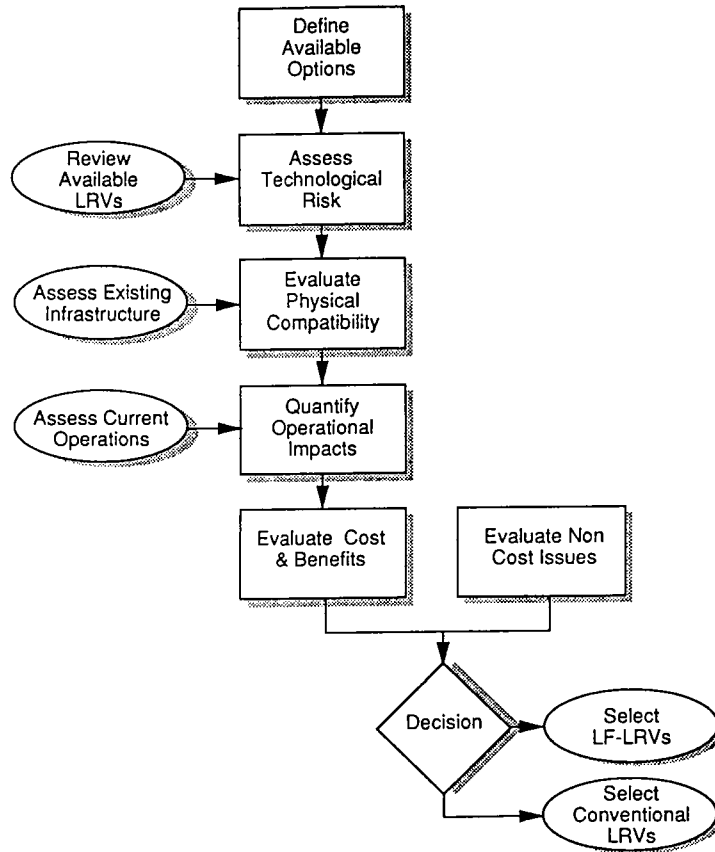 Define
Available
Options
Review
Available
LRVs
Assess
Technological
Risk
Assess Existing
Infrastructure
Evaluate
Physical
Compatibility
Assess Current
Operations
Quantify
Operational
Impacts
Evaluate Cost
& Benefits
Evaluate Non
Cost Issues
Decision
Select
LF-LRVs
Select
Conventional
LRVs